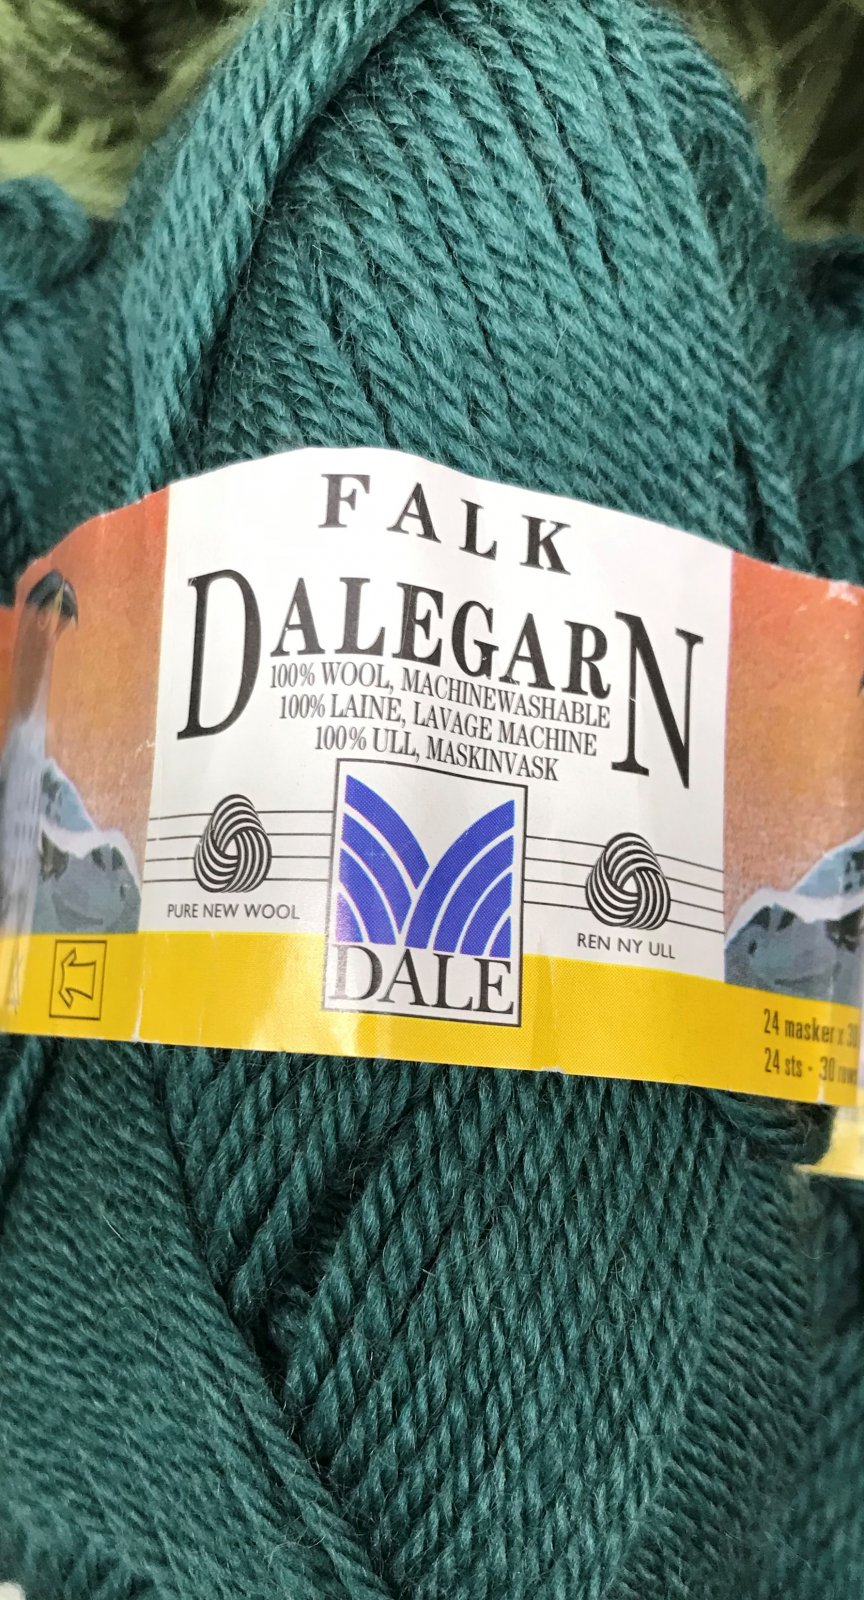 FALK
DALEGARN
100% WOOL, MACHINEWASHABLE
100% LAINE, LAVAGE MACHINE
100% ULL, MASKINVASK
PURE NEW WOOL
REN NY ULL
DALE
24 masker x
24 sts - 30